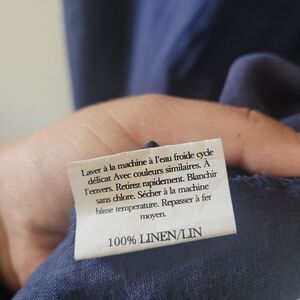 Laver à la machine à l'eau froide cycle
délicat Avec couleurs similaires. À
l'envers. Retirez rapidement. Blanchir
sans chlore. Sécher à la machine
bàsse température. Repasser à fer
moyen.
100% LINEN/LIN